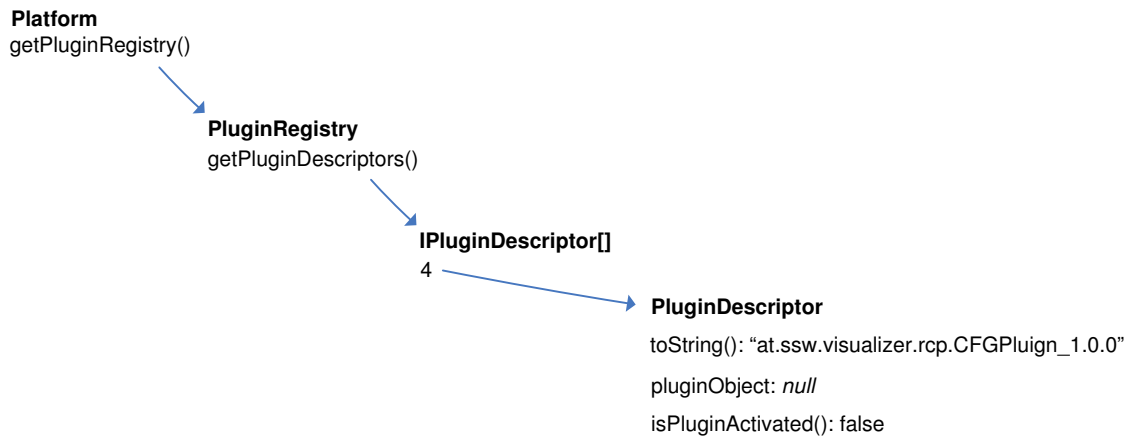 Platform
getPluginRegistry()
PluginRegistry
getPluginDescriptors()
IPluginDescriptor[]
4
PluginDescriptor
toString(): “at.ssw.visualizer.rcp.CFGPluign_1.0.0”
pluginObject: null
isPluginActivated(): false